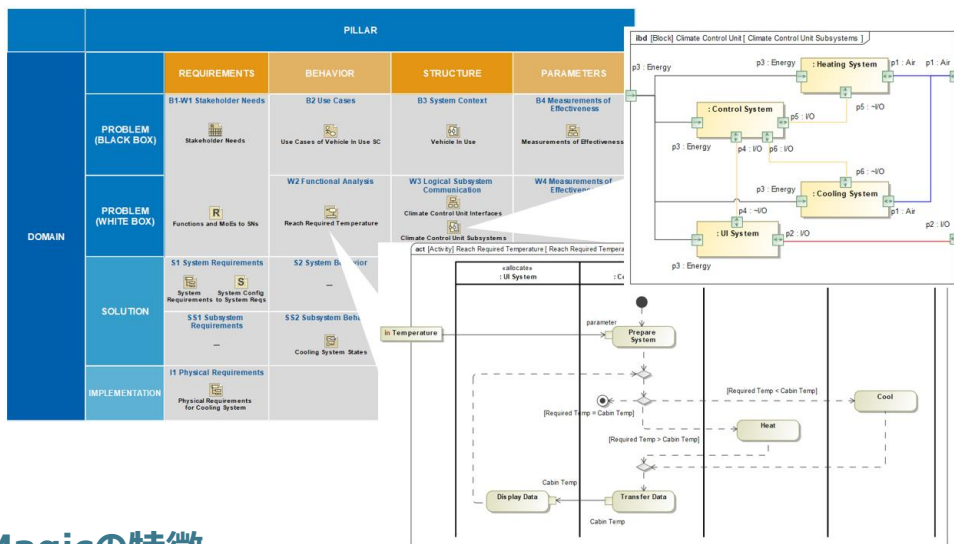 PILLAR
REQUIREMENTS
BEHAVIOR
STRUCTURE
PARAMETERS
DOMAIN
PROBLEM
(BLACK BOX)
B1-W1 Stakeholder Needs
Stakeholder Needs
B2 Use Cases
Use Cases of Vehicle In Use SC
B3 System Context
Vehicle In Use
B4 Measurements of
Effectiveness
Measurements of Effectiveness
PROBLEM
(WHITE BOX)
R
Functions and MoEs to SNs
W2 Functional Analysis
Reach Required Temperature
W3 Logical Subsystem
Communication
Climate Control Unit Interfaces
Climate Control Unit Subsystems
W4 Measurements of
SOLUTION
S1 System Requirements
S
System
Requirements
System Config
to System Reqs
S2 System
–
SS1 Subsystem
Requirements
–
SS2 Subsystem
Cooling System States
IMPLEMENTATION
I1 Physical Requirements
Physical Requirements
for Cooling System
ibd [Block] Climate Control Unit [ Climate Control Unit Subsystems ]
p3 : Energy
p3 : Energy
: Heating System
p1 : Air
p1 : Air
p5 : ~I/O
: Control System
p5 : I/O
p3 : Energy
p4 : I/O
p6 : I/O
p6 : ~I/O
p3 : Energy
: Cooling System
p1 : Air
p4 : ~I/O
: UI System
p2 : I/O
p2 : I/O
p3 : Energy
act [Activity] Reach Required Temperature [ Reach Required
«allocate»
: UI System
in Temperature
parameter
Prepare
System
[Required Temp < Cabin Temp]
Cool
[Required Temp = Cabin Temp]
Heat
[Required Temp > Cabin Temp]
Cabin Temp
Display Data
Transfer Data
Cabin Temp
Magicの特徴